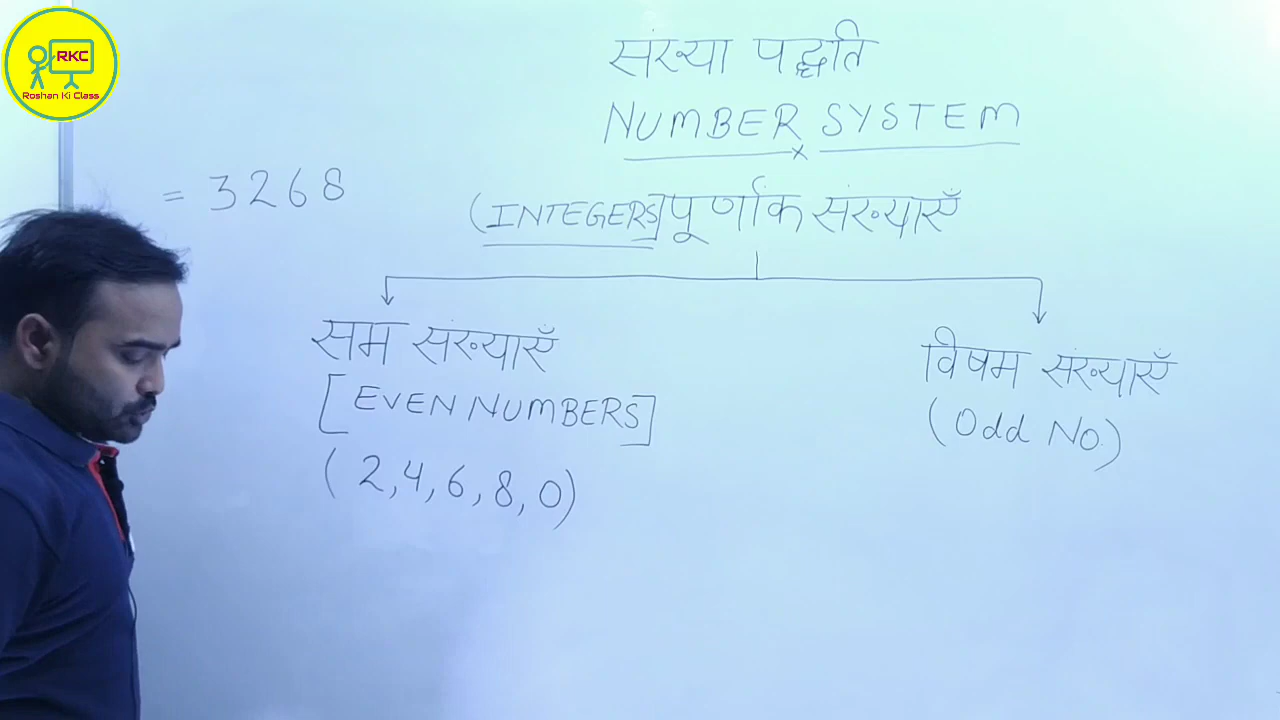 RKC
Roshan Ki Class
संख्या पद्धति
NUMBER x SYSTEM
= 3268
(INTEGERS] पूर्णांक संख्याएँ
सम संख्याएँ
[EVEN NUMBERS]
(2,4,6,8,0)
विषम संख्याएँ
(Odd No.)